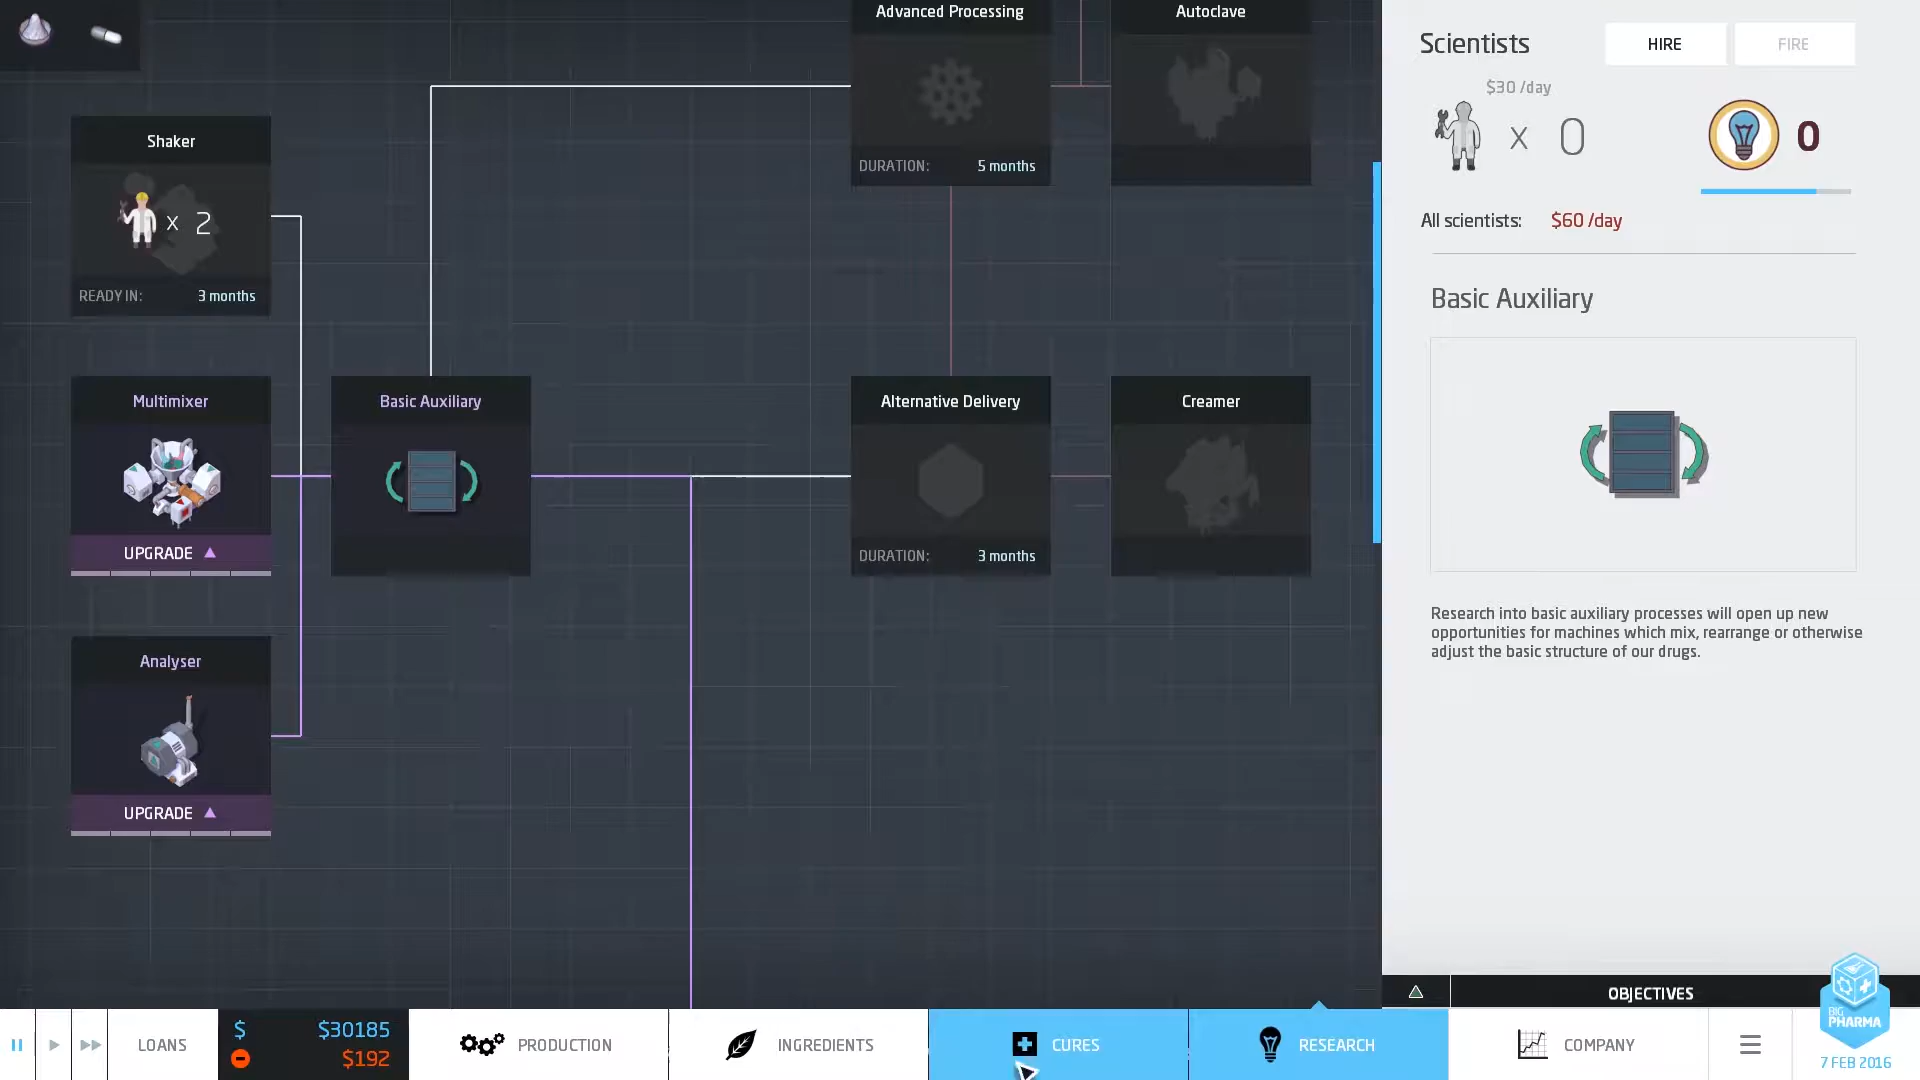 Advanced Processing
Autoclave
DURATION: 5 months
Shaker
x 2
READY IN: 3 months
Multimixer
UPGRADE
Basic Auxiliary
Alternative Delivery
DURATION: 3 months
Creamer
Analyser
UPGRADE
Scientists
HIRE
FIRE
$30 /day
x 0
0
All scientists: $60 /day
Basic Auxiliary
Research into basic auxiliary processes will open up new
opportunities for machines which mix, rearrange or otherwise
adjust the basic structure of our drugs.
OBJECTIVES
LOANS
$ $30185
$192
PRODUCTION
INGREDIENTS
CURES
RESEARCH
COMPANY
BIG
PHARMA
7 FEB 2016